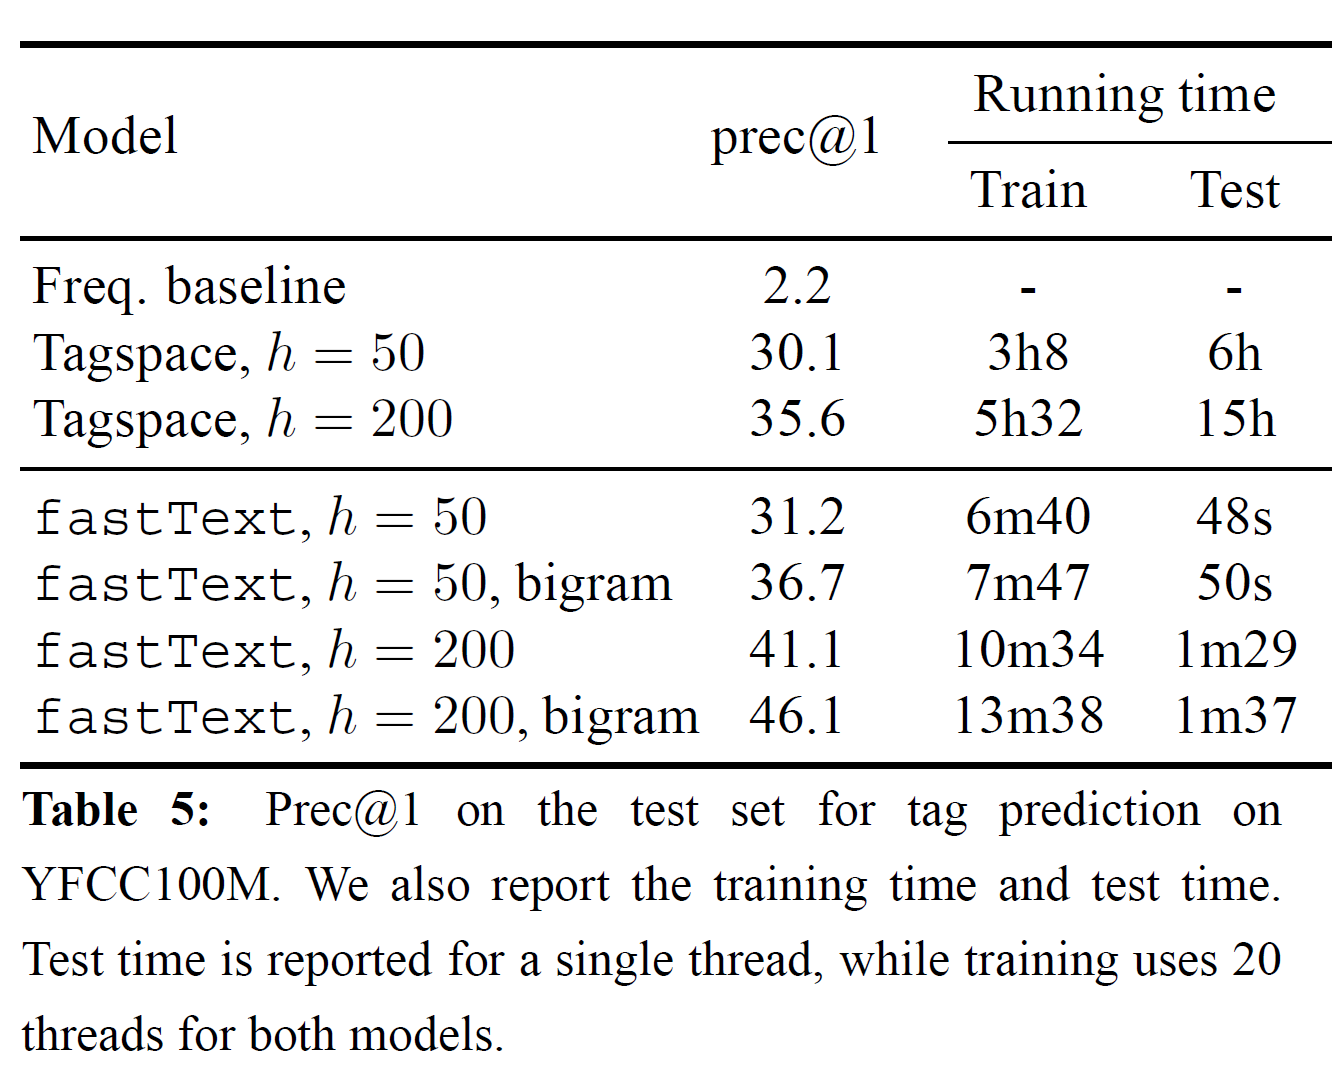 Model prec@1 Running time
Train Test
Freq. baseline 2.2 - -
Tagspace, h = 50 30.1 3h8 6h
Tagspace, h = 200 35.6 5h32 15h
fastText, h = 50 31.2 6m40 48s
fastText, h = 50, bigram 36.7 7m47 50s
fastText, h = 200 41.1 10m34 1m29
fastText, h = 200, bigram 46.1 13m38 1m37
Table 5: Prec@1 on the test set for tag prediction on
YFCC100M. We also report the training time and test time.
Test time is reported for a single thread, while training uses 20
threads for both models.